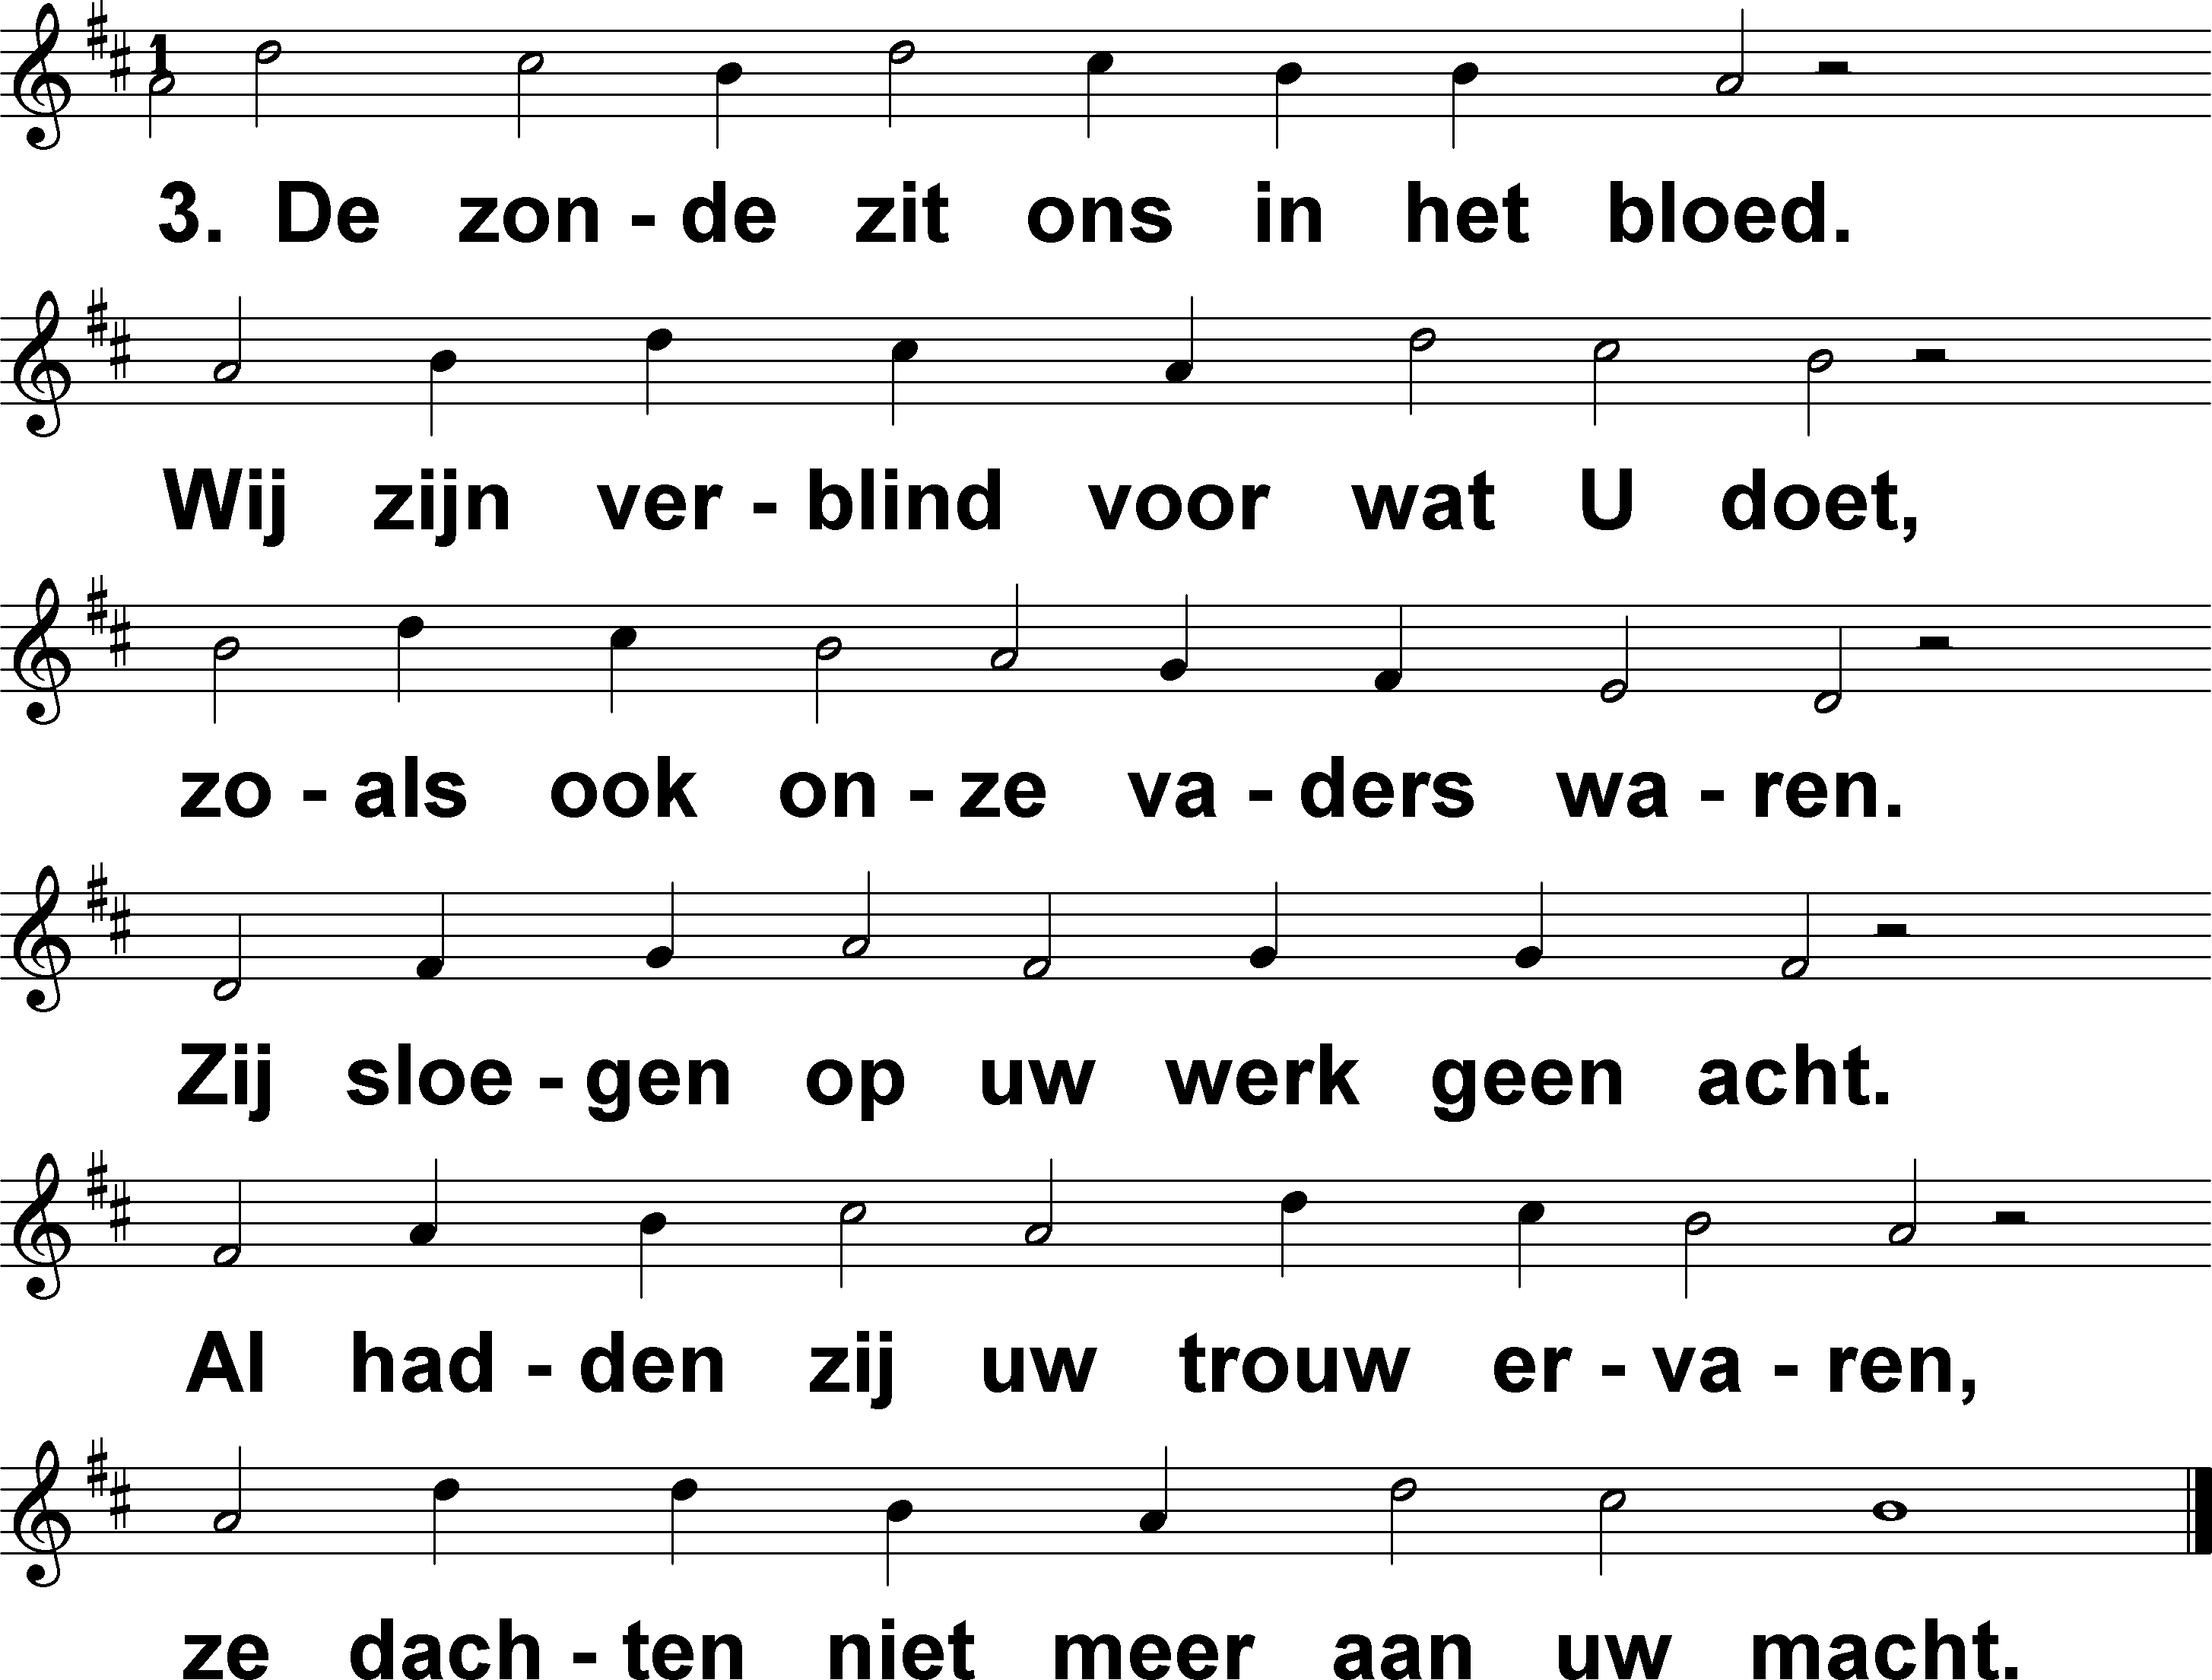 1
3. De zon - de zit ons in het bloed.
Wij zijn ver - blind voor wat U doet,
zo - als ook on - ze va - ders wa - ren.
Zij sloe - gen op uw werk geen acht.
Al had - den zij uw trouw er - va - ren,
ze dach - ten niet meer aan uw macht.